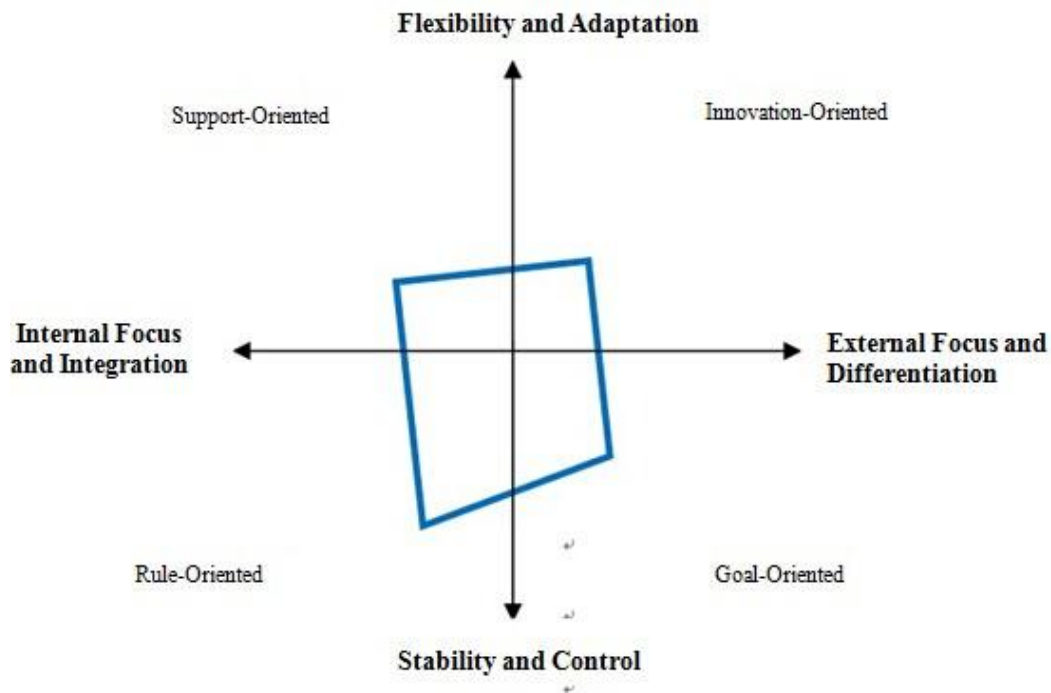 Flexibility and Adaptation
Support-Oriented
Innovation-Oriented
Internal Focus
and Integration
External Focus and
Differentiation
Rule-Oriented
Goal-Oriented
Stability and Control